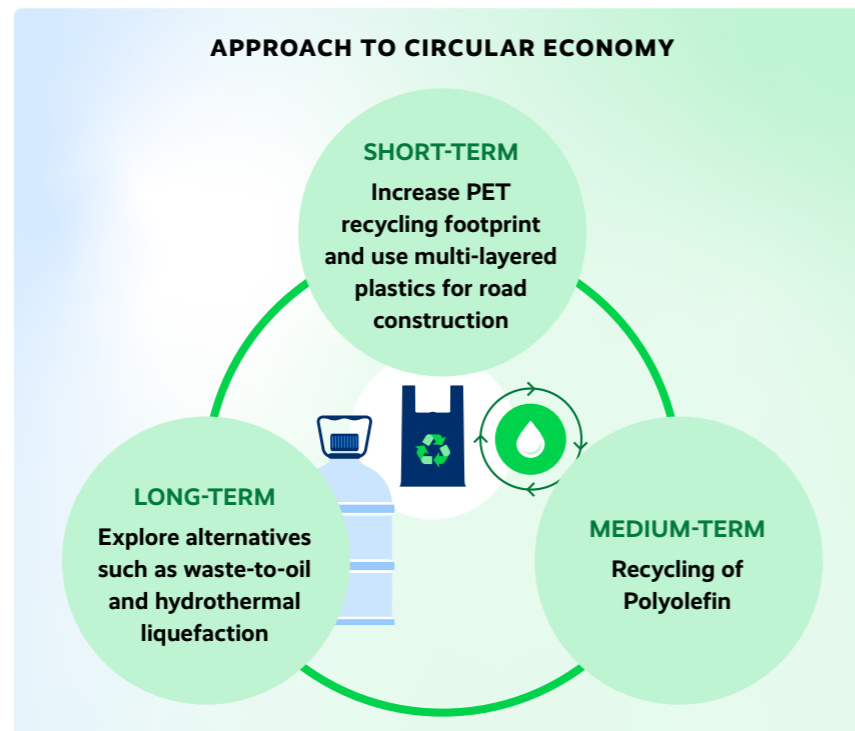 APPROACH TO CIRCULAR ECONOMY
SHORT-TERM
Increase PET
recycling footprint
and use multi-layered
plastics for road
construction
LONG-TERM
Explore alternatives
such as waste-to-oil
and hydrothermal
liquefaction
MEDIUM-TERM
Recycling of
Polyolefin